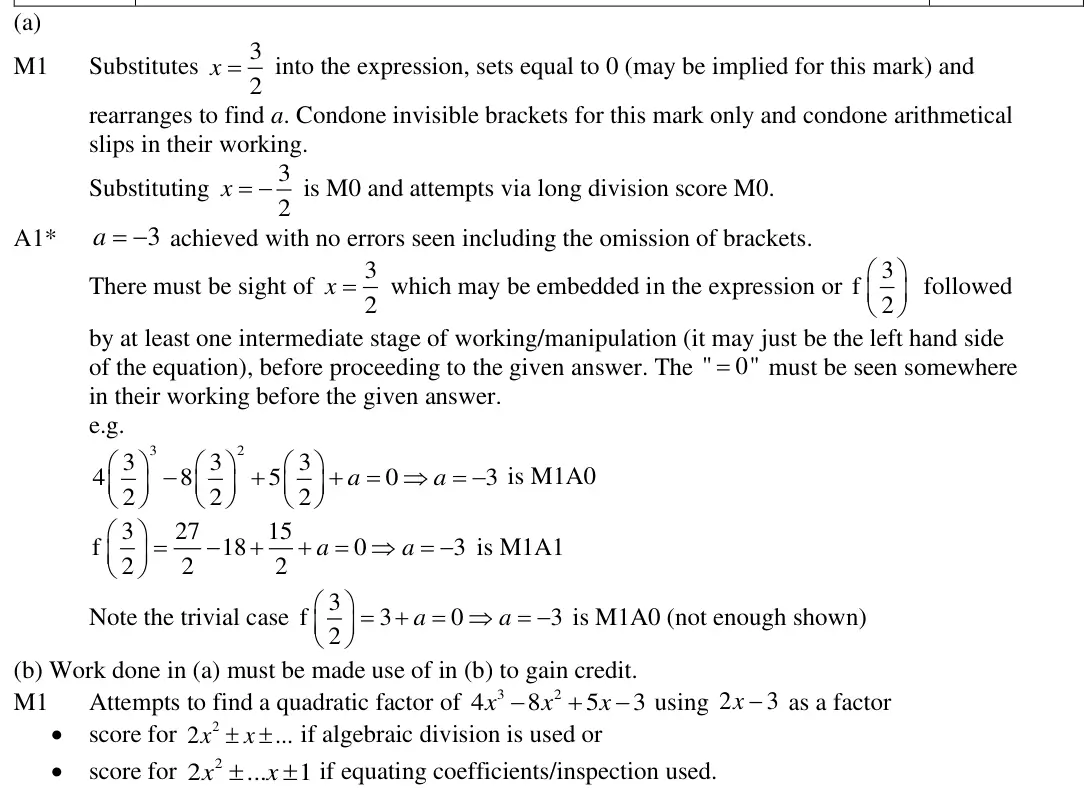 (a)
M1 Substitutes x = 3/2 into the expression, sets equal to 0 (may be implied for this mark) and
rearranges to find a. Condone invisible brackets for this mark only and condone arithmetical
slips in their working.
Substituting x = −3/2 is M0 and attempts via long division score M0.
A1* a = −3 achieved with no errors seen including the omission of brackets.
There must be sight of x = 3/2 which may be embedded in the expression or f(3/2) followed
by at least one intermediate stage of working/manipulation (it may just be the left hand side
of the equation), before proceeding to the given answer. The "= 0" must be seen somewhere
in their working before the given answer.
e.g.
4(3/2)³ − 8(3/2)² + 5(3/2) + a = 0 ⇒ a = −3 is M1A0
f(3/2) = 27/2 − 18 + 15/2 + a = 0 ⇒ a = −3 is M1A1
Note the trivial case f(3/2) = 3 + a = 0 ⇒ a = −3 is M1A0 (not enough shown)
(b) Work done in (a) must be made use of in (b) to gain credit.
M1 Attempts to find a quadratic factor of 4x³ − 8x² + 5x − 3 using 2x − 3 as a factor
• score for 2x² ± x ± ... if algebraic division is used or
• score for 2x² ± ...x ± 1 if equating coefficients/inspection used.